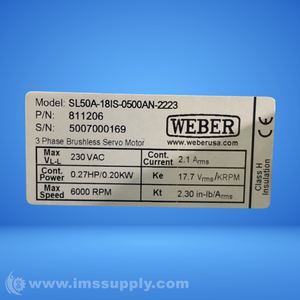 Model: SL50A-18IS-0500AN-2223
P/N: 811206
S/N: 5007000169
WEBER
3 Phase Brushless Servo Motor
weberusa.com
Max VL-L 230 VAC Cont. Current 2.1 Arms
Cont. Power 0.27HP/0.20KW Ke 17.7 Vrms/KRPM
Max Speed 6000 RPM Kt 2.30 in-lb/Arms
Class H Insulation
www.imssupply.com